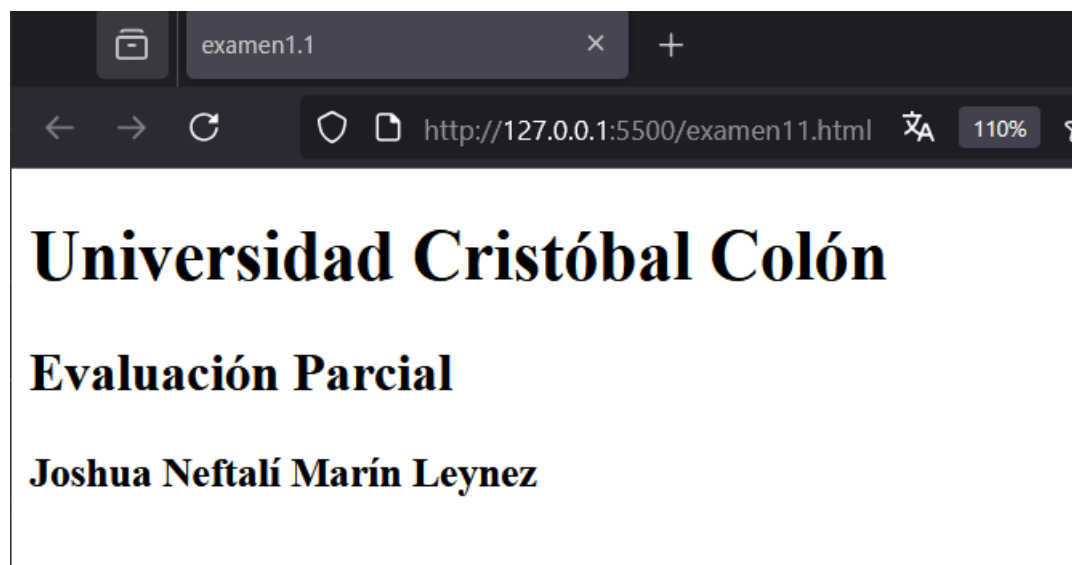 examen1.1
http://127.0.0.1:5500/examen11.html 110%
Universidad Cristóbal Colón
Evaluación Parcial
Joshua Neftalí Marín Leynez